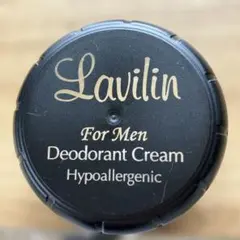 Lavilin
For Men
Deodorant Cream
Hypoallergenic